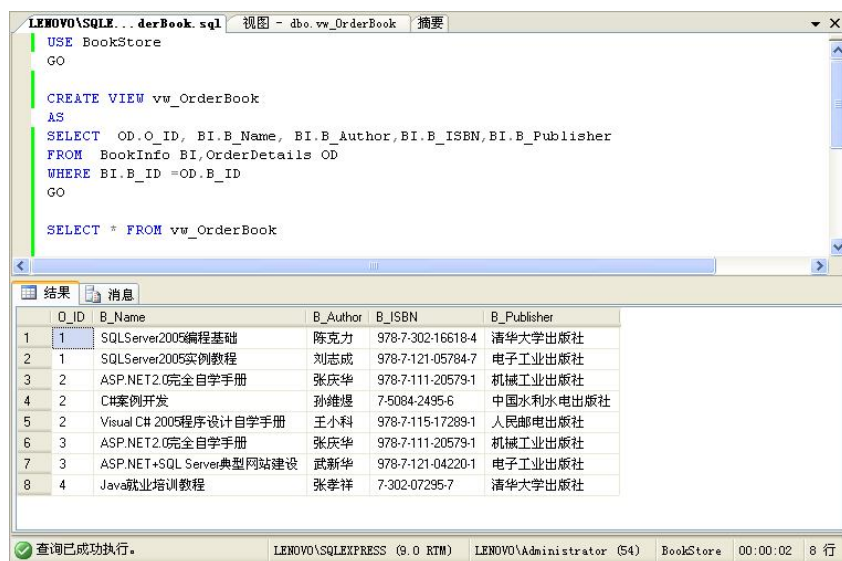 LENOVO\SQLE...derBook.sql 视图 - dbo.vw_OrderBook 摘要
USE BookStore
GO
CREATE VIEW vw_OrderBook
AS
SELECT OD.O_ID, BI.B_Name, BI.B_Author,BI.B_ISBN,BI.B_Publisher
FROM BookInfo BI,OrderDetails OD
WHERE BI.B_ID =OD.B_ID
GO
SELECT * FROM vw_OrderBook
结果 消息
O_ID B_Name B_Author B_ISBN B_Publisher
1 1 SQLServer2005编程基础 陈克力 978-7-302-16618-4 清华大学出版社
2 1 SQLServer2005实例教程 刘志成 978-7-121-05784-7 电子工业出版社
3 2 ASP.NET2.0完全自学手册 张庆华 978-7-111-20579-1 机械工业出版社
4 2 C#案例开发 孙维煜 7-5084-2495-6 中国水利水电出版社
5 2 Visual C# 2005程序设计自学手册 王小科 978-7-115-17289-1 人民邮电出版社
6 3 ASP.NET2.0完全自学手册 张庆华 978-7-111-20579-1 机械工业出版社
7 3 ASP.NET+SQL Server典型网站建设 武新华 978-7-121-04220-1 电子工业出版社
8 4 Java就业培训教程 张孝祥 7-302-07295-7 清华大学出版社
查询已成功执行。 LENOVO\SQLEXPRESS (9.0 RTM) LENOVO\Administrator (54) BookStore 00:00:02 8 行